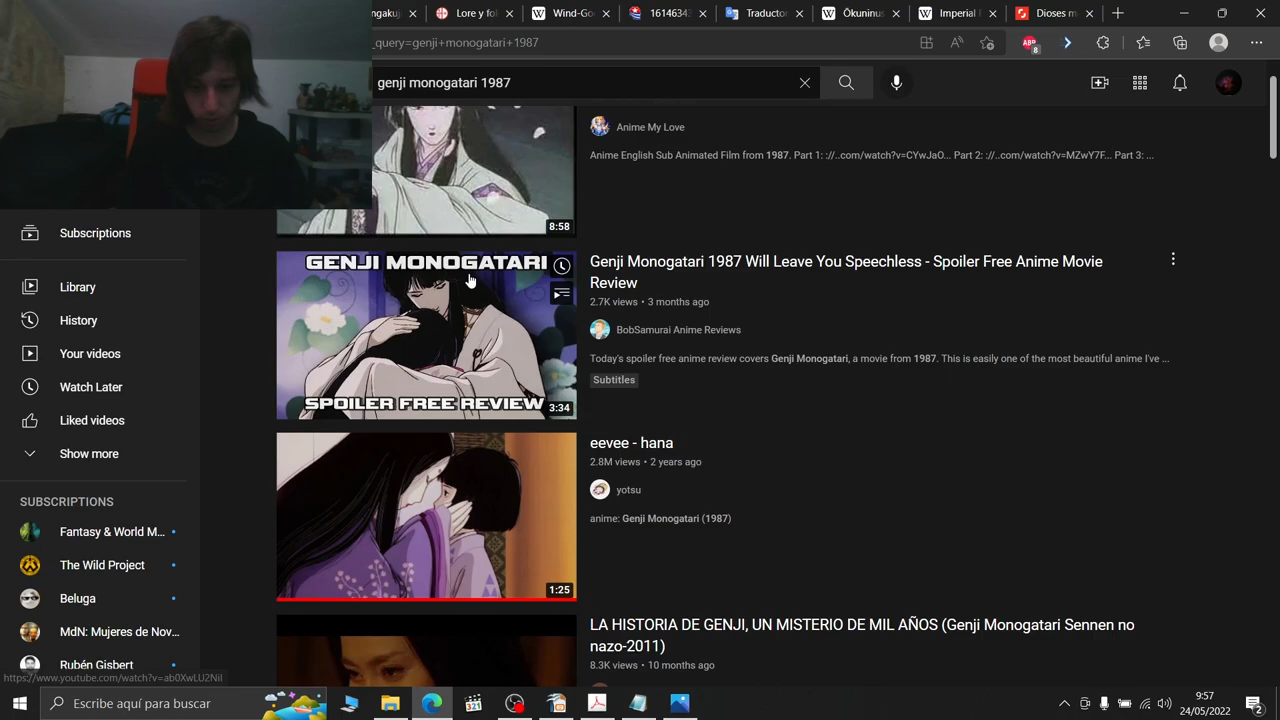 ngakuj
Lore y fo
Wind-Go
1614634
Traductor
Ōkuninus
Imperial F
Dioses m
_query=genji+monogatari+1987
8
genji monogatari 1987
Anime My Love
Anime English Sub Animated Film from 1987. Part 1: ://..com/watch?v=CYwJaO... Part 2: ://..com/watch?v=MZwY7F... Part 3: ...
8:58
Subscriptions
Library
History
Your videos
Watch Later
Liked videos
Show more
SUBSCRIPTIONS
Fantasy & World M...
The Wild Project
Beluga
MdN: Mujeres de Nov...
Rubén Gisbert
GENJI MONOGATARI
SPOILER FREE REVIEW
3:34
Genji Monogatari 1987 Will Leave You Speechless - Spoiler Free Anime Movie
Review
2.7K views • 3 months ago
BobSamurai Anime Reviews
Today's spoiler free anime review covers Genji Monogatari, a movie from 1987. This is easily one of the most beautiful anime I've ...
Subtitles
1:25
eevee - hana
2.8M views • 2 years ago
yotsu
anime: Genji Monogatari (1987)
LA HISTORIA DE GENJI, UN MISTERIO DE MIL AÑOS (Genji Monogatari Sennen no
nazo-2011)
8.3K views • 10 months ago
https://www.youtube.com/watch?v=ab0XwLU2NiI
Escribe aquí para buscar
321
9:57
24/05/2022
2